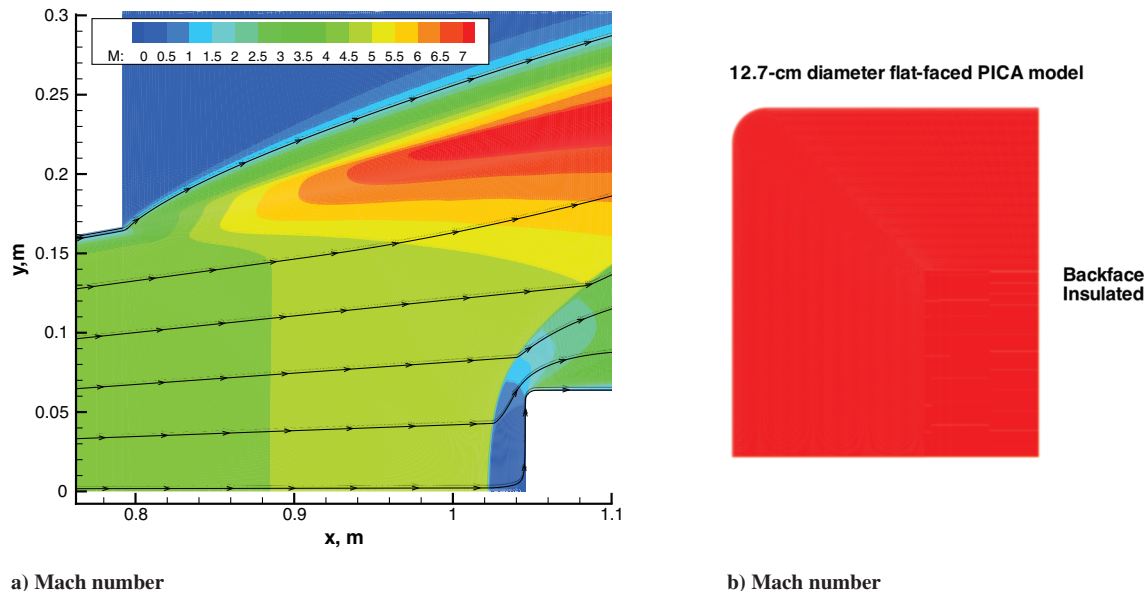 0.3
0.25
0.2
0.15
0.1
0.05
0
y,m
M: 0 0.5 1 2 2.5 3 3.5 4 4.5 5 5.5 6 6.5 7
0.8 0.9 1 1.1
x, m
a) Mach number
12.7-cm diameter flat-faced PICA model
Backface
Insulated
b) Mach number